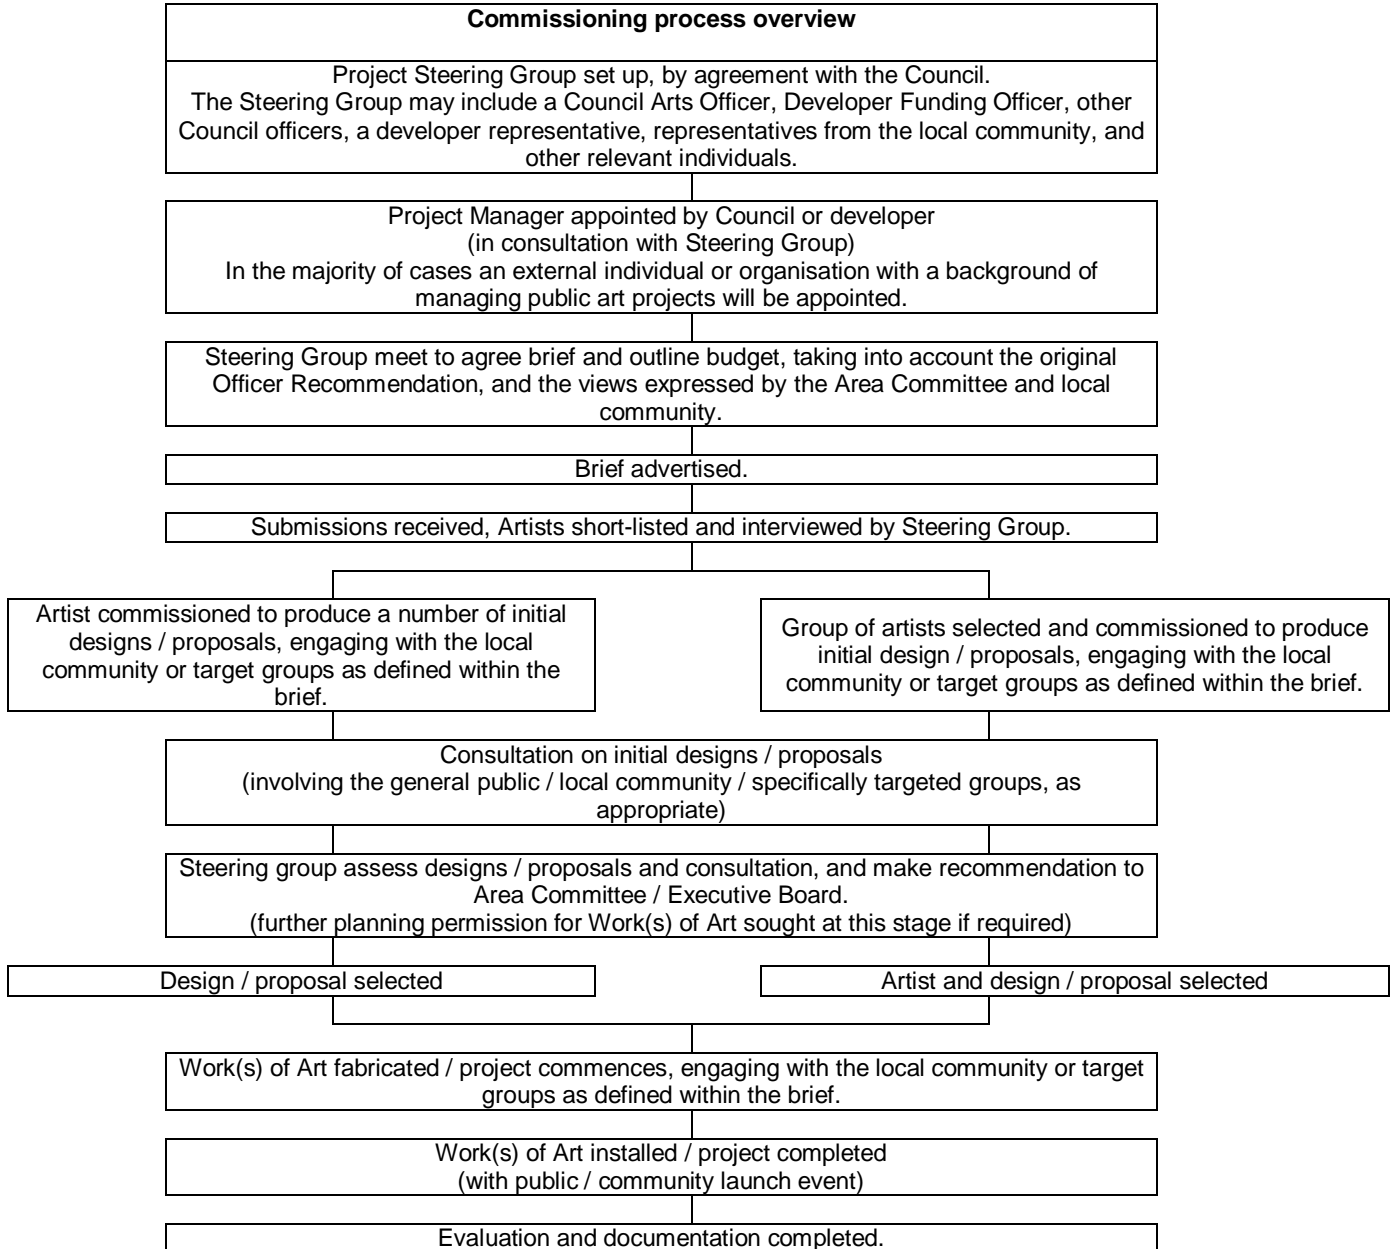 Commissioning process overview
Project Steering Group set up, by agreement with the Council.
The Steering Group may include a Council Arts Officer, Developer Funding Officer, other
Council officers, a developer representative, representatives from the local community, and
other relevant individuals.
Project Manager appointed by Council or developer
(in consultation with Steering Group)
In the majority of cases an external individual or organisation with a background of
managing public art projects will be appointed.
Steering Group meet to agree brief and outline budget, taking into account the original
Officer Recommendation, and the views expressed by the Area Committee and local
community.
Brief advertised.
Submissions received, Artists short-listed and interviewed by Steering Group.
Artist commissioned to produce a number of initial
designs / proposals, engaging with the local
community or target groups as defined within the
brief.
Group of artists selected and commissioned to produce
initial design / proposals, engaging with the local
community or target groups as defined within the brief.
Consultation on initial designs / proposals
(involving the general public / local community / specifically targeted groups, as
appropriate)
Steering group assess designs / proposals and consultation, and make recommendation to
Area Committee / Executive Board.
(further planning permission for Work(s) of Art sought at this stage if required)
Design / proposal selected
Artist and design / proposal selected
Work(s) of Art fabricated / project commences, engaging with the local community or target
groups as defined within the brief.
Work(s) of Art installed / project completed
(with public / community launch event)
Evaluation and documentation completed.